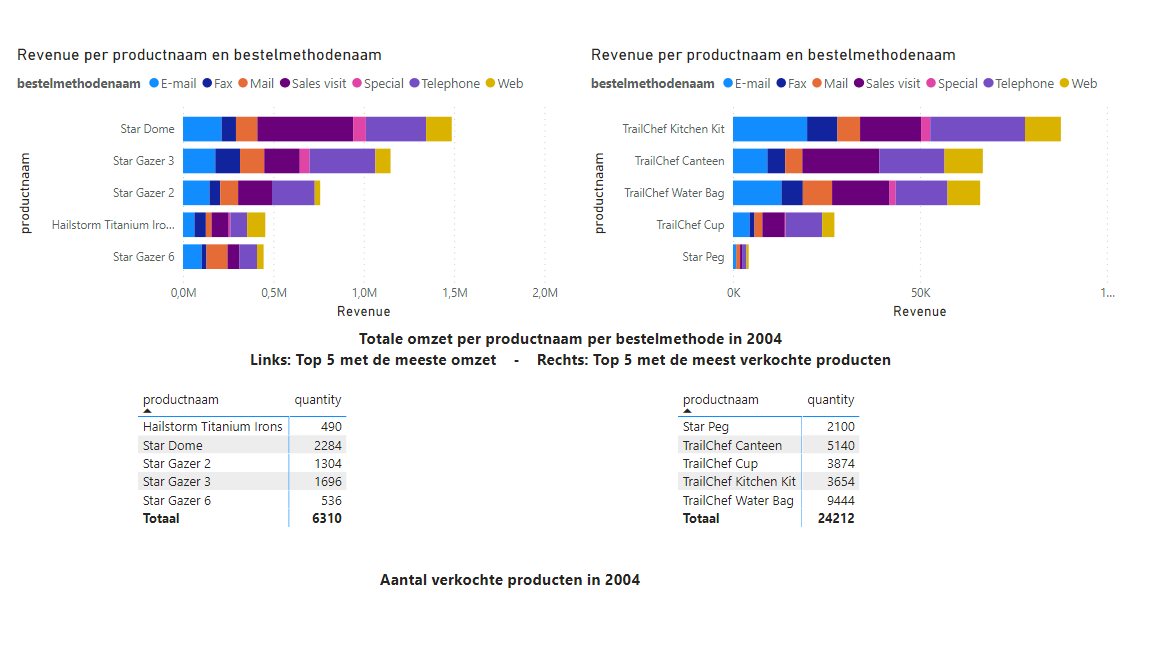 Revenue per productnaam en bestelmethodenaam
bestelmethodenaam E-mail Fax Mail Sales visit Special Telephone Web
productnaam
Star Dome
Star Gazer 3
Star Gazer 2
Hailstorm Titanium Iro...
Star Gazer 6
0,0M 0,5M 1,0M 1,5M 2,0M
Revenue
Revenue per productnaam en bestelmethodenaam
bestelmethodenaam E-mail Fax Mail Sales visit Special Telephone Web
productnaam
TrailChef Kitchen Kit
TrailChef Canteen
TrailChef Water Bag
TrailChef Cup
Star Peg
0K 50K 1...
Revenue
Totale omzet per productnaam per bestelmethode in 2004
Links: Top 5 met de meeste omzet - Rechts: Top 5 met de meest verkochte producten
productnaam quantity
Hailstorm Titanium Irons 490
Star Dome 2284
Star Gazer 2 1304
Star Gazer 3 1696
Star Gazer 6 536
Totaal 6310
productnaam quantity
Star Peg 2100
TrailChef Canteen 5140
TrailChef Cup 3874
TrailChef Kitchen Kit 3654
TrailChef Water Bag 9444
Totaal 24212
Aantal verkochte producten in 2004